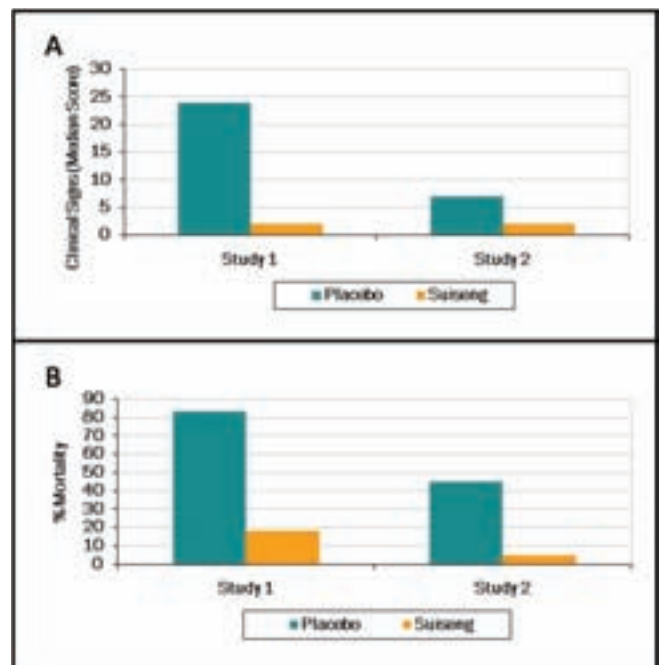 A
Clinical Signs (Median Score)
30
25
20
15
10
5
0
Study 1
Study 2
Placebo
Suiseng
B
% Mortality
90
80
70
60
50
40
30
20
10
0
Study 1
Study 2
Placebo
Suiseng